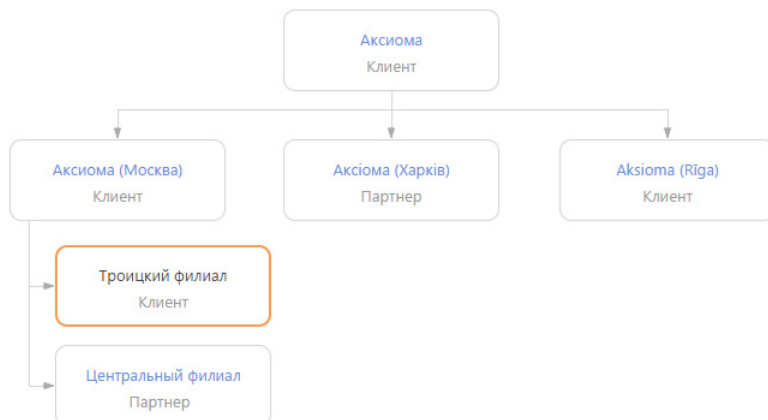 Аксиома
Клиент
Аксиома (Москва)
Клиент
Аксіома (Харків)
Партнер
Aksioma (Rīga)
Клиент
Троицкий филиал
Клиент
Центральный филиал
Партнер